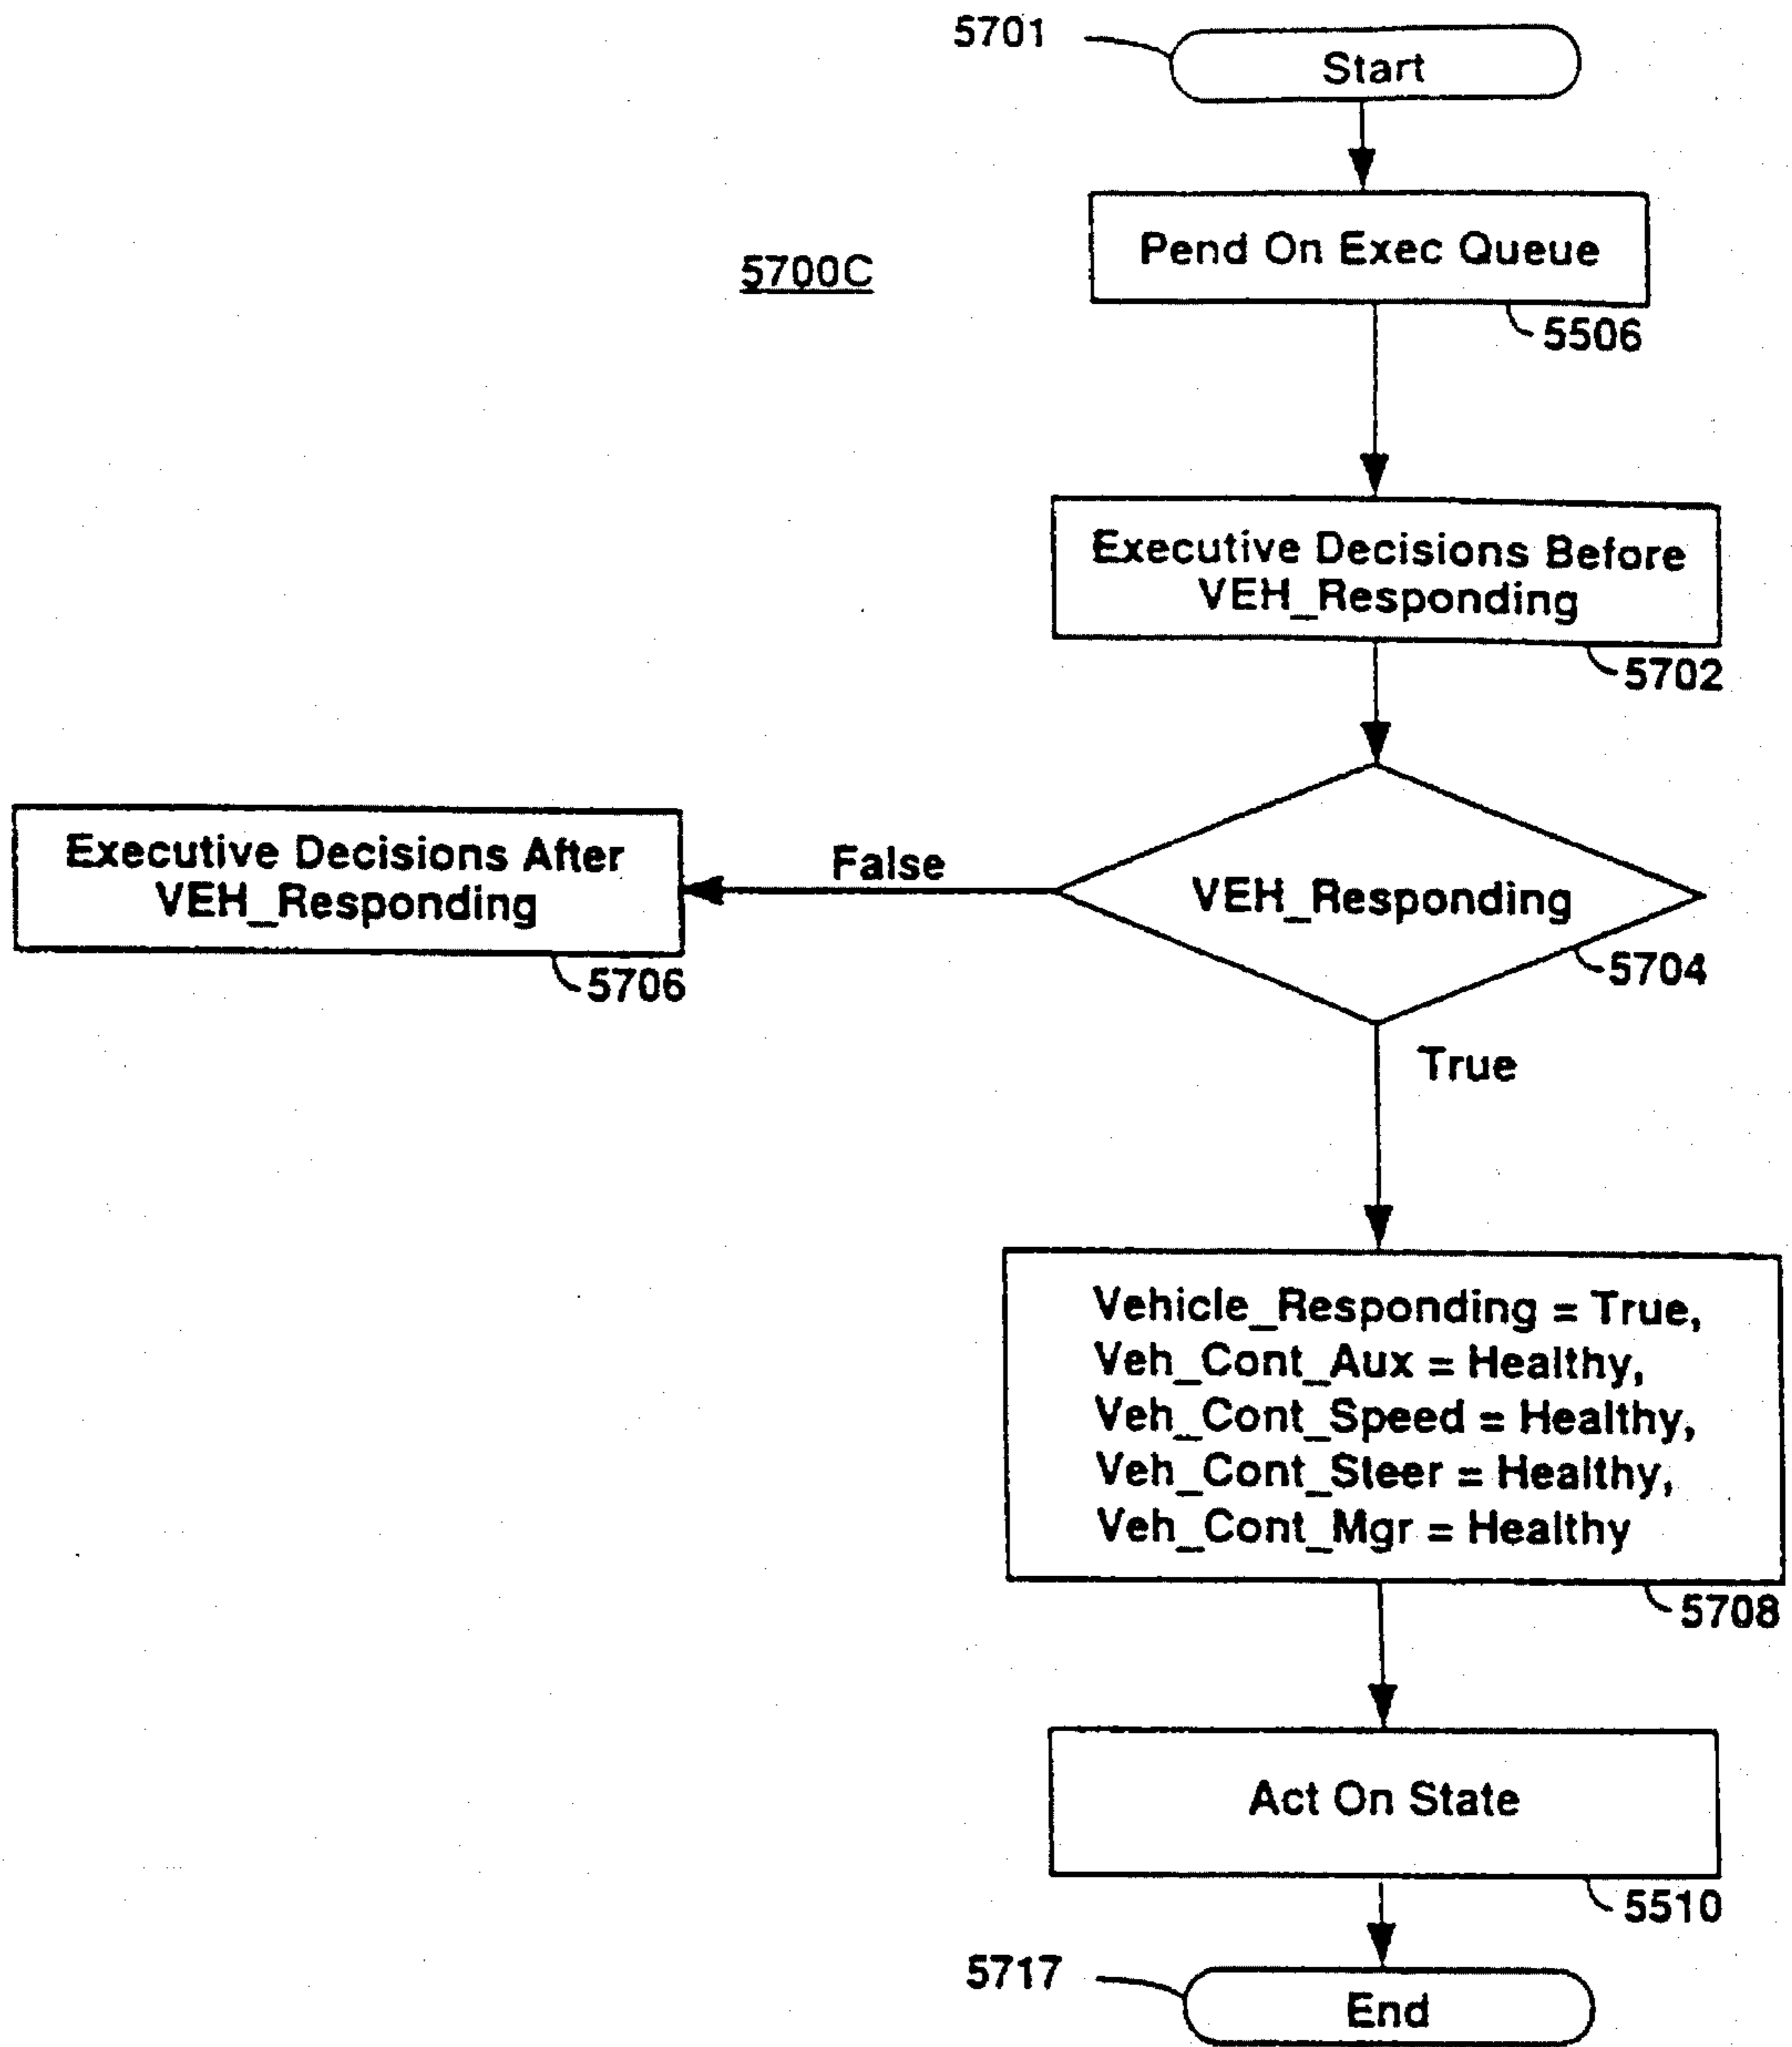 5701
Start
Pend On Exec Queue
5700C
5506
Executive Decisions Before
VEH_Responding
5702
Executive Decisions After
VEH_Responding
False
VEH_Responding
5706
5704
True
Vehicle_Responding = True,
Veh_Cont_Aux = Healthy,
Veh_Cont_Speed = Healthy,
Veh_Cont_Steer = Healthy,
Veh_Cont_Mgr = Healthy
5708
Act On State
5510
5717
End